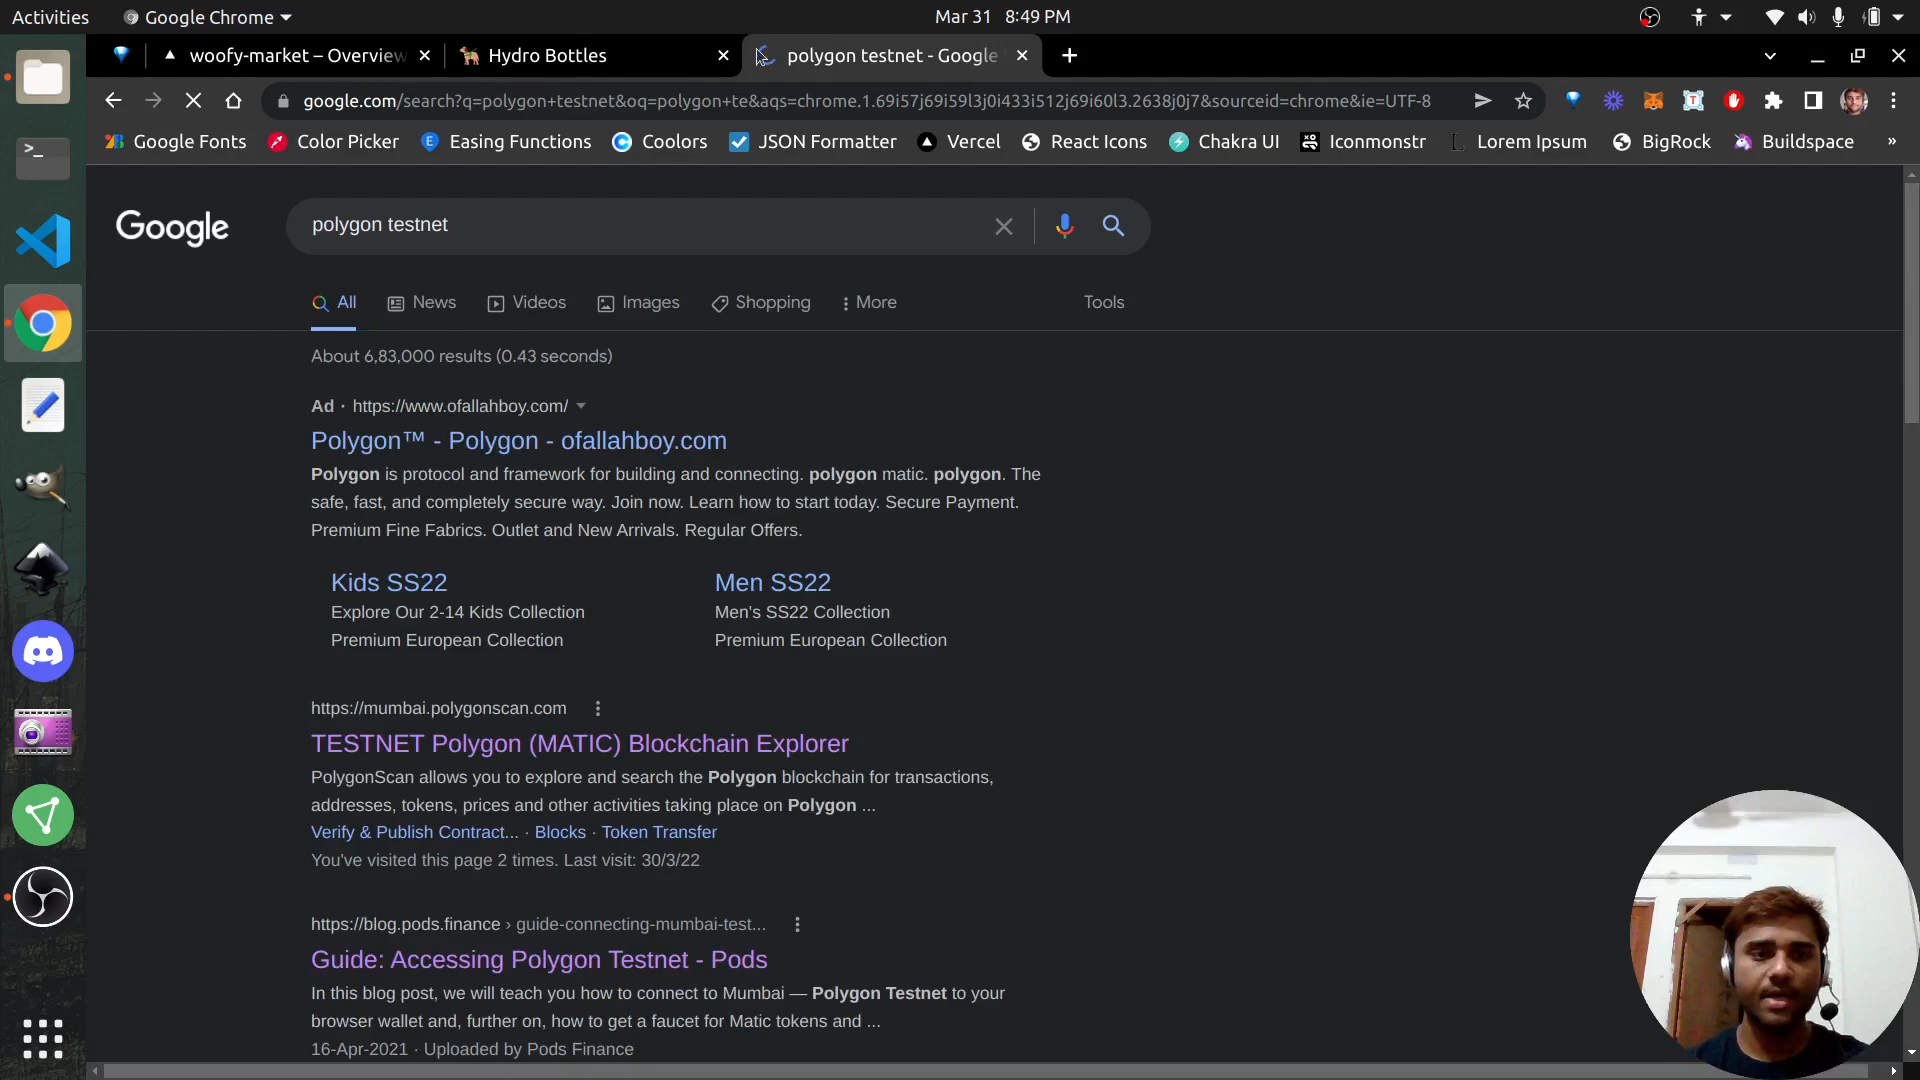 Activities
Google Chrome
Mar 31 8:49 PM
woofy-market – Overview
Hydro Bottles
polygon testnet - Google
google.com/search?q=polygon+testnet&oq=polygon+te&aqs=chrome.1.69i57j69i59l3j0i433i512j69i60l3.2638j0j7&sourceid=chrome&ie=UTF-8
Google Fonts
Color Picker
Easing Functions
Coolors
JSON Formatter
Vercel
React Icons
Chakra UI
Iconmonstr
Lorem Ipsum
BigRock
Buildspace
»
Google
polygon testnet
All
News
Videos
Images
Shopping
More
Tools
About 6,83,000 results (0.43 seconds)
Ad · https://www.ofallahboy.com/
Polygon™ - Polygon - ofallahboy.com
Polygon is protocol and framework for building and connecting. polygon matic. polygon. The
safe, fast, and completely secure way. Join now. Learn how to start today. Secure Payment.
Premium Fine Fabrics. Outlet and New Arrivals. Regular Offers.
Kids SS22
Explore Our 2-14 Kids Collection
Premium European Collection
Men SS22
Men's SS22 Collection
Premium European Collection
https://mumbai.polygonscan.com
TESTNET Polygon (MATIC) Blockchain Explorer
PolygonScan allows you to explore and search the Polygon blockchain for transactions,
addresses, tokens, prices and other activities taking place on Polygon ...
Verify & Publish Contract... · Blocks · Token Transfer
You've visited this page 2 times. Last visit: 30/3/22
https://blog.pods.finance › guide-connecting-mumbai-test...
Guide: Accessing Polygon Testnet - Pods
In this blog post, we will teach you how to connect to Mumbai — Polygon Testnet to your
browser wallet and, further on, how to get a faucet for Matic tokens and ...
16-Apr-2021 · Uploaded by Pods Finance